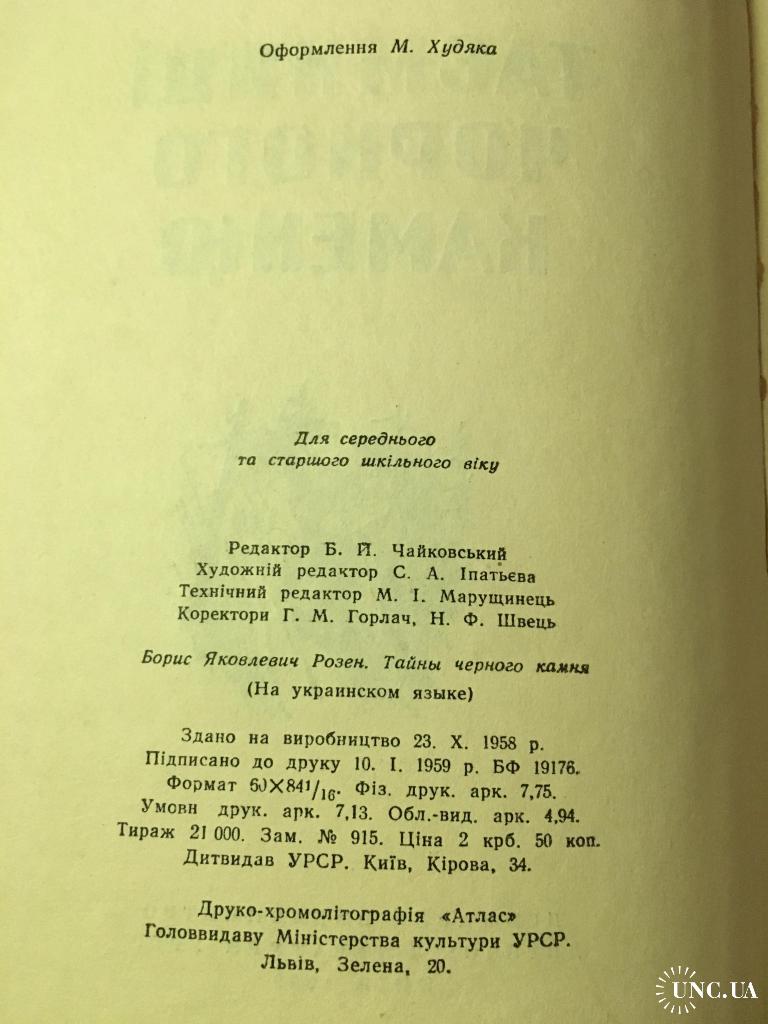 Оформлення М. Худяка
Для середнього
та старшого шкільного віку
Редактор Б. Й. Чайковський
Художній редактор С. А. Іпатьєва
Технічний редактор М. І. Марущинець
Коректори Г. М. Горлач, Н. Ф. Швець
Борис Яковлевич Розен. Тайны черного камня
(На украинском языке)
Здано на виробництво 23. X. 1958 р.
Підписано до друку 10. I. 1959 р. БФ 19176.
Формат 60×841/16. Фіз. друк. арк. 7,75.
Умовн друк. арк. 7,13. Обл.-вид. арк. 4,94.
Тираж 21 000. Зам. № 915. Ціна 2 крб. 50 коп.
Дитвидав УРСР. Київ, Кірова, 34.
Друко-хромолітографія «Атлас»
Головвидаву Міністерства культури УРСР.
Львів, Зелена, 20.
UNC.UA